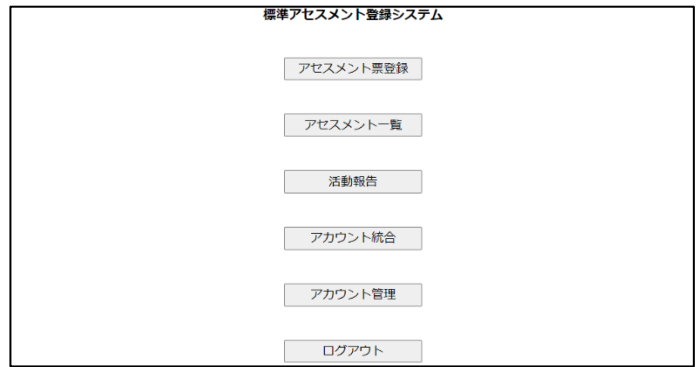 標準アセスメント登録システム
アセスメント票登録
アセスメント一覧
活動報告
アカウント統合
アカウント管理
ログアウト